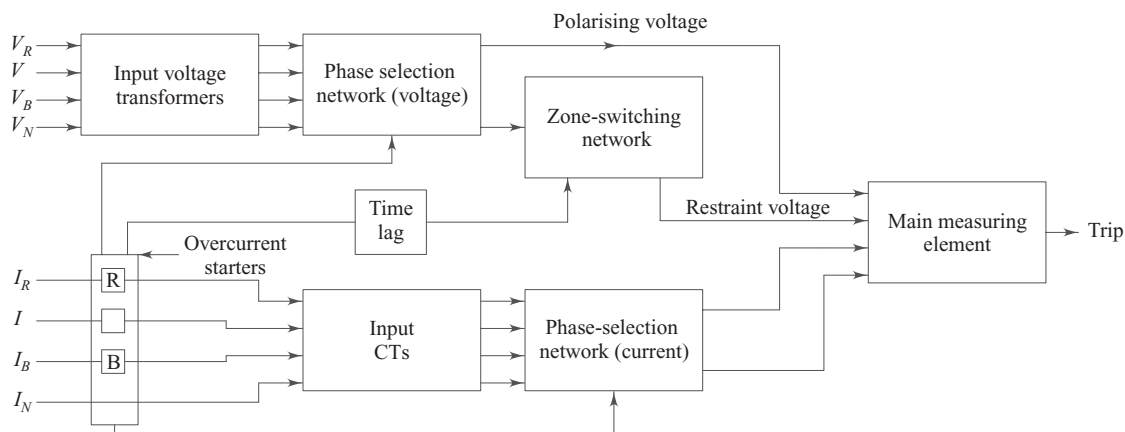 Polarising voltage
V_R
V
V_B
V_N
Input voltage
transformers
Phase selection
network (voltage)
Zone-switching
network
Time
lag
Restraint voltage
Main measuring
element
Trip
Overcurrent
starters
I_R
R
I
I_B
B
I_N
Input
CTs
Phase-selection
network (current)